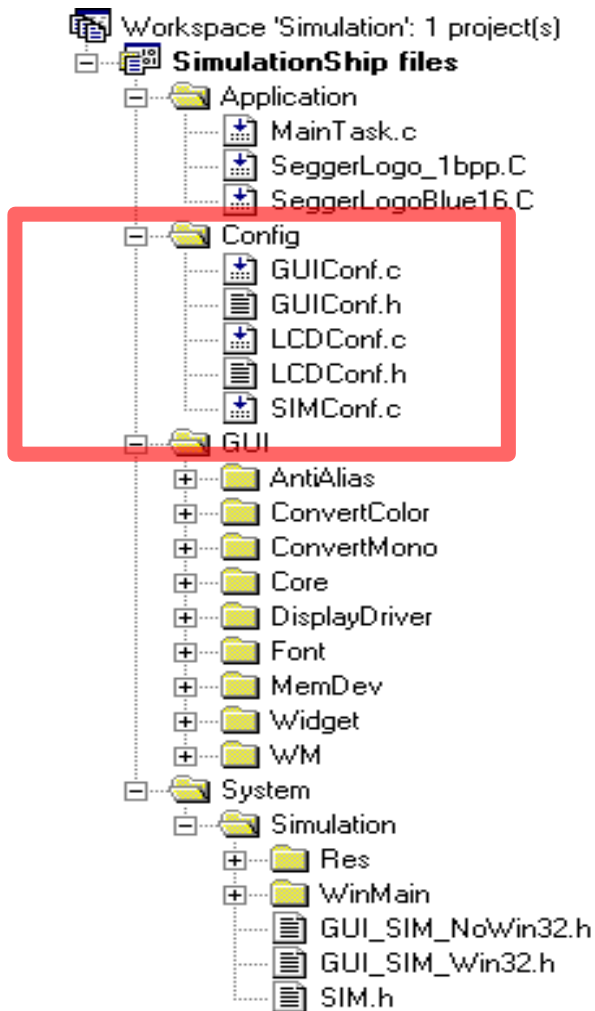 Workspace 'Simulation': 1 project(s)
SimulationShip files
Application
MainTask.c
SeggerLogo_1bpp.C
SeggerLogoBlue16.C
Config
GUIConf.c
GUIConf.h
LCDConf.c
LCDConf.h
SIMConf.c
GUI
AntiAlias
ConvertColor
ConvertMono
Core
DisplayDriver
Font
MemDev
Widget
WM
System
Simulation
Res
WinMain
GUI_SIM_NoWin32.h
GUI_SIM_Win32.h
SIM.h